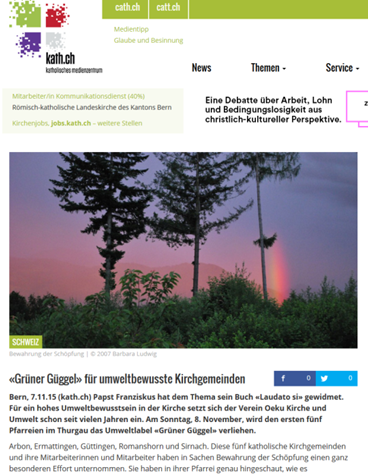 cath.ch catt.ch
kath.ch
katholisches medienzentrum
Medientipp
Glaube und Besinnung
News Themen Service
Mitarbeiter/in Kommunikationsdienst (40%)
Römisch-katholische Landeskirche des Kantons Bern
Kirchenjobs, jobs.kath.ch – weitere Stellen
Eine Debatte über Arbeit, Lohn
und Bedingungslosigkeit aus
christlich-kultureller Perspektive.
z
SCHWEIZ
Bewahrung der Schöpfung | © 2007 Barbara Ludwig
«Grüner Güggel» für umweltbewusste Kirchgemeinden
0 0
Bern, 7.11.15 (kath.ch) Papst Franziskus hat dem Thema sein Buch «Laudato si» gewidmet.
Für ein hohes Umweltbewusstsein in der Kirche setzt sich der Verein Oeku Kirche und
Umwelt schon seit vielen Jahren ein. Am Sonntag, 8. November, wird den ersten fünf
Pfarreien im Thurgau das Umweltlabel «Grüner Güggel» verliehen.
Arbon, Ermattingen, Güttingen, Romanshorn und Sirnach. Diese fünf katholische Kirchgemeinden
und ihre Mitarbeiterinnen und Mitarbeiter haben in Sachen Bewahrung der Schöpfung einen ganz
besonderen Effort unternommen. Sie haben in ihrer Pfarrei genau hingeschaut, wie es